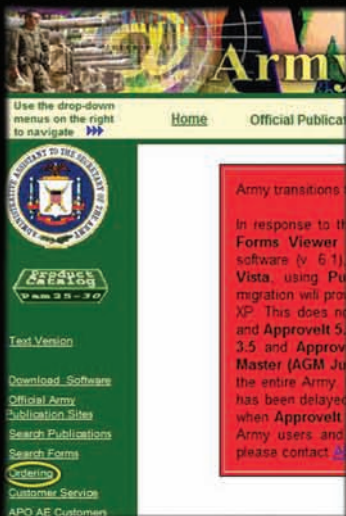 Army
Use the drop-down
menus on the right
to navigate
Home
Official Publicat
ADMINISTRATIVE ASSISTANT TO THE SECRETARY OF THE ARMY
Product
Catalog
Pam 25-30
Text Version
Download Software
Official Army
Publication Sites
Search Publications
Search Forms
Ordering
Customer Service
APO AE Customers
Army transitions
In response to th
Forms Viewer
software (v 6.1).
Vista, using Pu
migration will prov
XP. This does no
and ApproveIt 5.
3.5 and Approv
Master (AGM Ju
the entire Army
has been delayed
when ApproveIt
Army users and
please contact